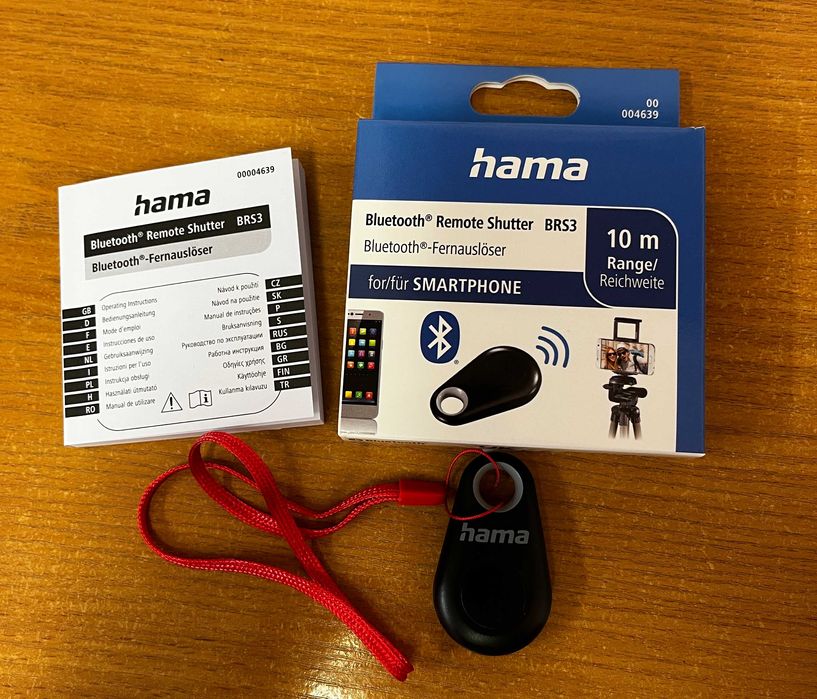 00004639
hama
Bluetooth® Remote Shutter BRS3
Bluetooth®-Fernauslöser
GB Operating Instructions
D Bedienungsanleitung
F Mode d'emploi
E Instrucciones de uso
NL Gebruiksaanwijzing
I Istruzioni per l'uso
PL Instrukcja obsługi
H Használati útmutató
RO Manual de utilizare
Návod k použití CZ
Návod na použitie SK
Manual de instruções P
Bruksanvisning S
Руководство по эксплуатации RUS
Работна инструкция BG
Οδηγίες χρήσης GR
Käyttöohje FIN
Kullanma kılavuzu TR
00
004639
hama
Bluetooth® Remote Shutter BRS3
Bluetooth®-Fernauslöser
10 m
Range/
Reichweite
for/für SMARTPHONE
hama